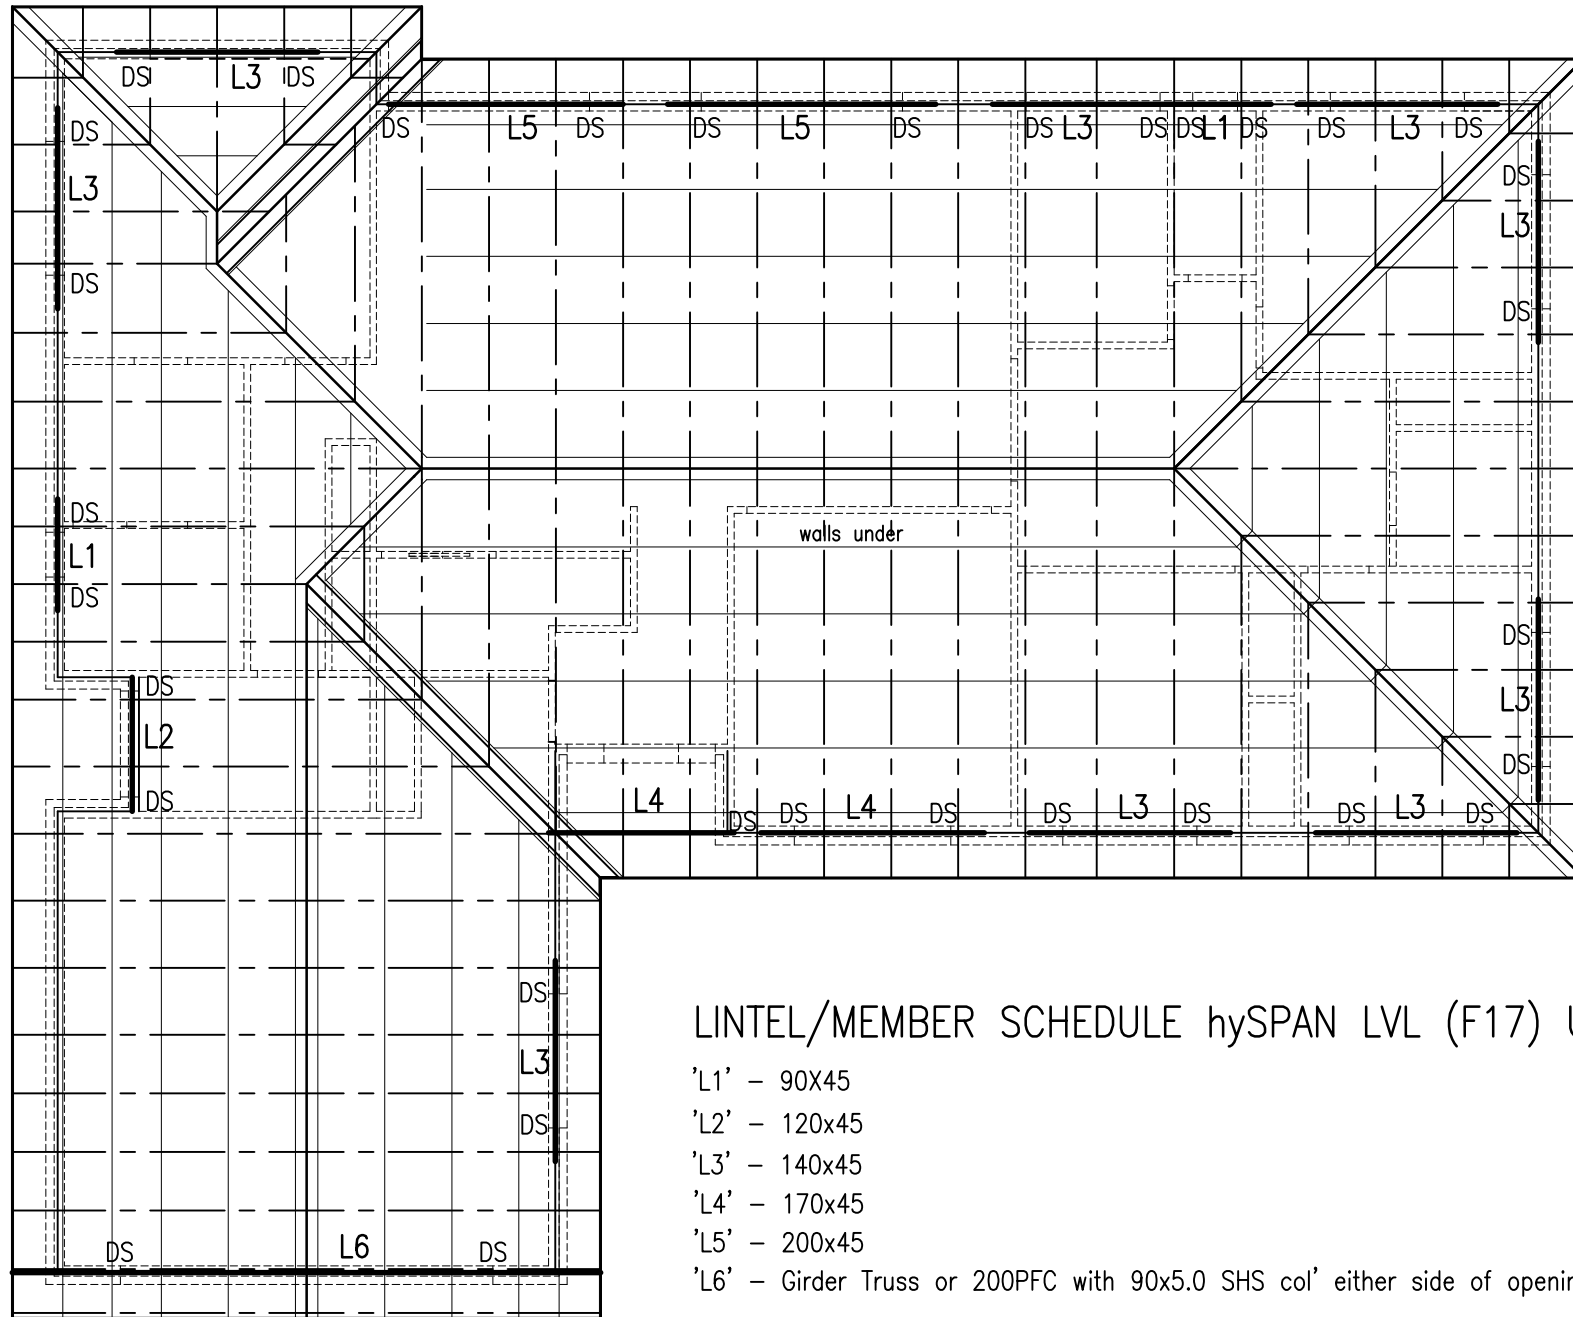 DS L3 DS
DS L5 DS DS L5 DS DS L3 DS DS L1 DS DS L3 DS
DS
L3
DS
DS
L3
DS
DS
L1
DS
walls under
DS
L3
DS
DS
L2
DS
L4 DS DS L4 DS DS L3 DS DS L3 DS
DS
L3
DS
DS L6 DS
LINTEL/MEMBER SCHEDULE hySPAN LVL (F17)
'L1' - 90X45
'L2' - 120x45
'L3' - 140x45
'L4' - 170x45
'L5' - 200x45
'L6' - Girder Truss or 200PFC with 90x5.0 SHS col' either side of openin